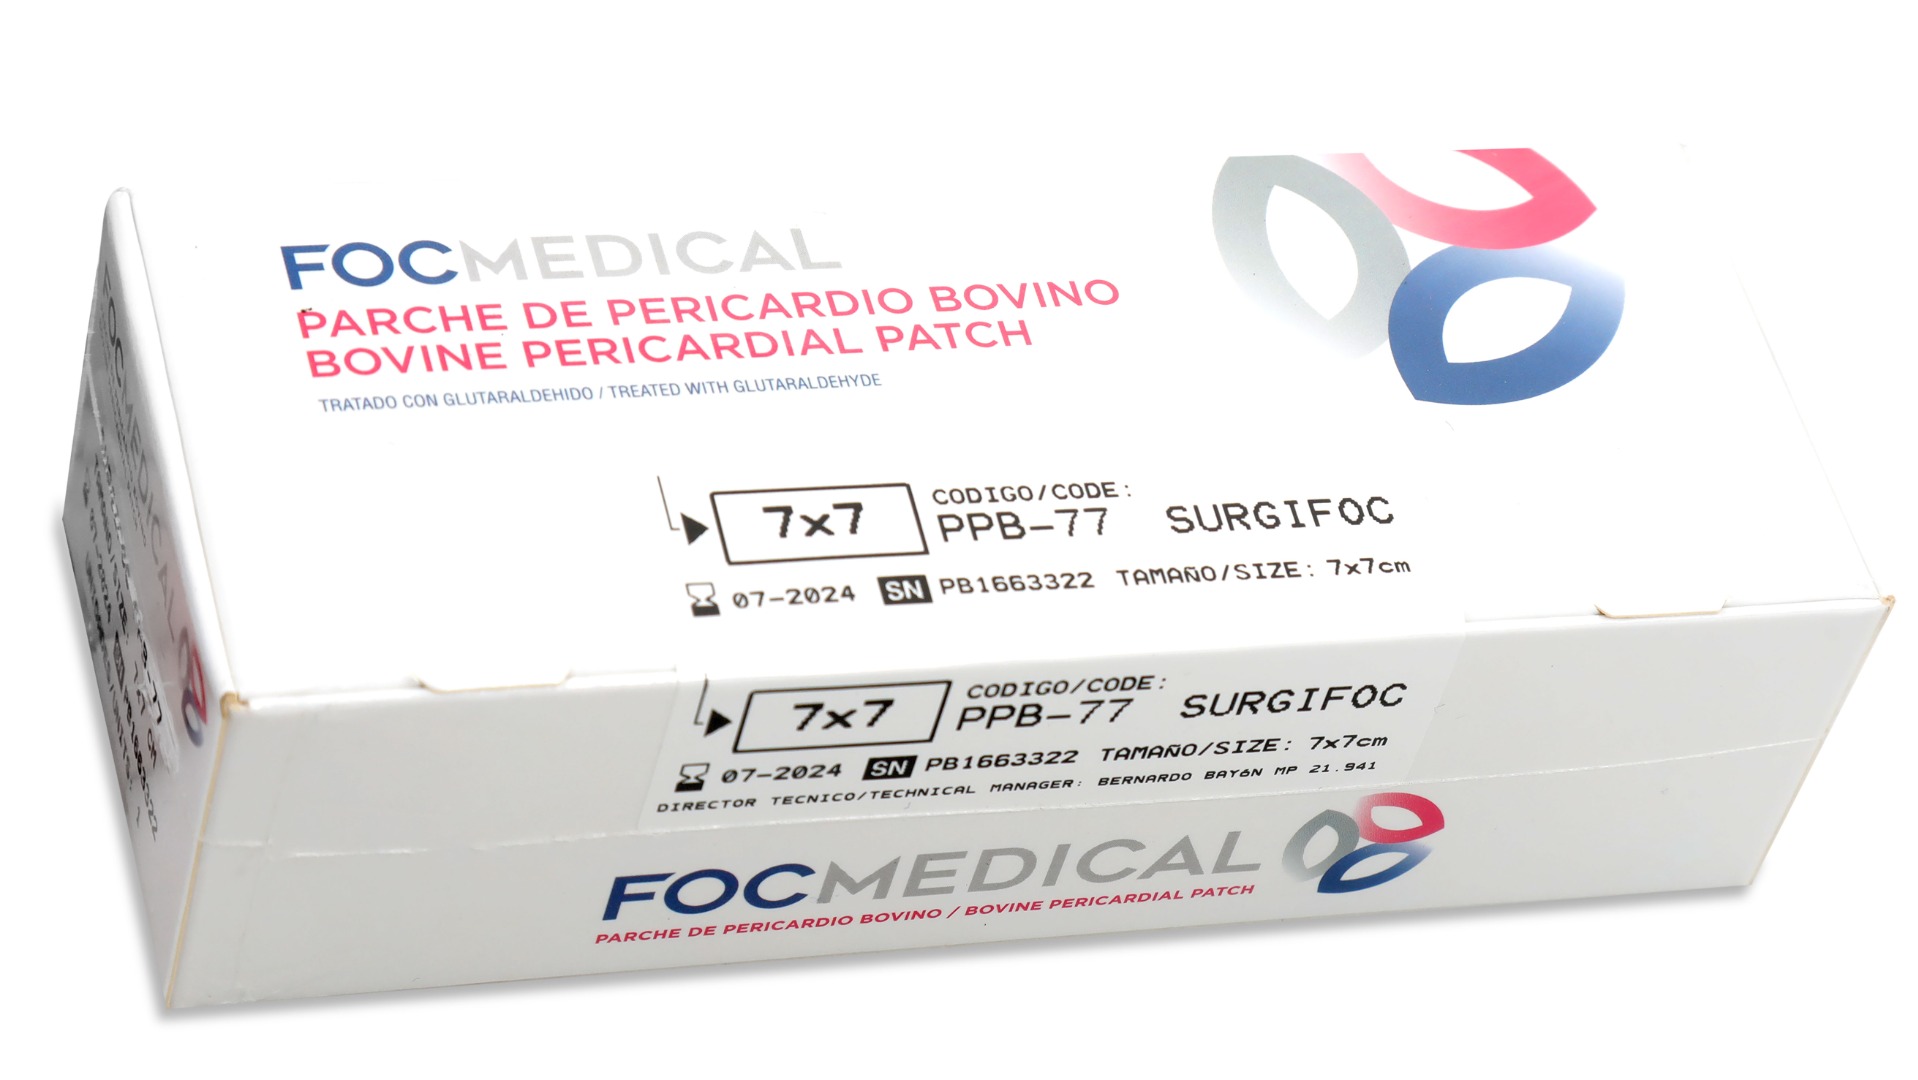 FOCMEDICAL
PARCHE DE PERICARDIO BOVINO
BOVINE PERICARDIAL PATCH
TRATADO CON GLUTARALDEHIDO / TREATED WITH GLUTARALDEHYDE
7x7
CODIGO/CODE:
PPB-77 SURGIFOC
07-2024 SN PB1663322 TAMAÑO/SIZE: 7x7cm
7x7
CODIGO/CODE:
PPB-77 SURGIFOC
07-2024 SN PB1663322 TAMAÑO/SIZE: 7x7cm
DIRECTOR TECNICO/TECHNICAL MANAGER: BERNARDO BAYóN MP 21.941
FOCMEDICAL
PARCHE DE PERICARDIO BOVINO / BOVINE PERICARDIAL PATCH
FOCMEDICAL